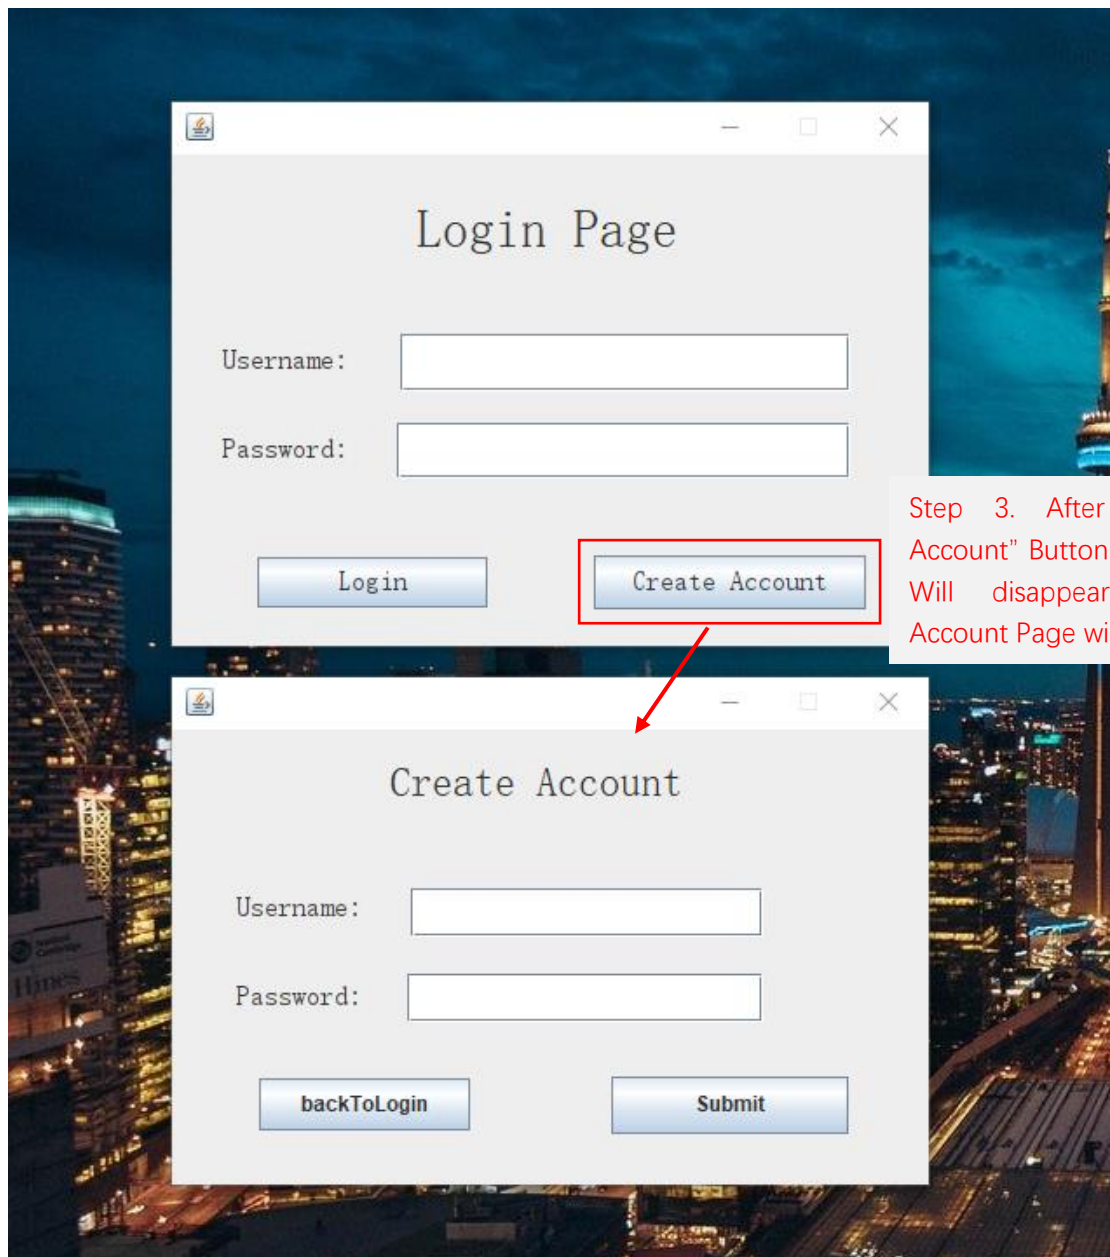 Login Page
Username:
Password:
Login
Create Account
Step 3. After
Account” Button
Will disappear
Account Page wi
Create Account
Username:
Password:
backToLogin
Submit
Hines